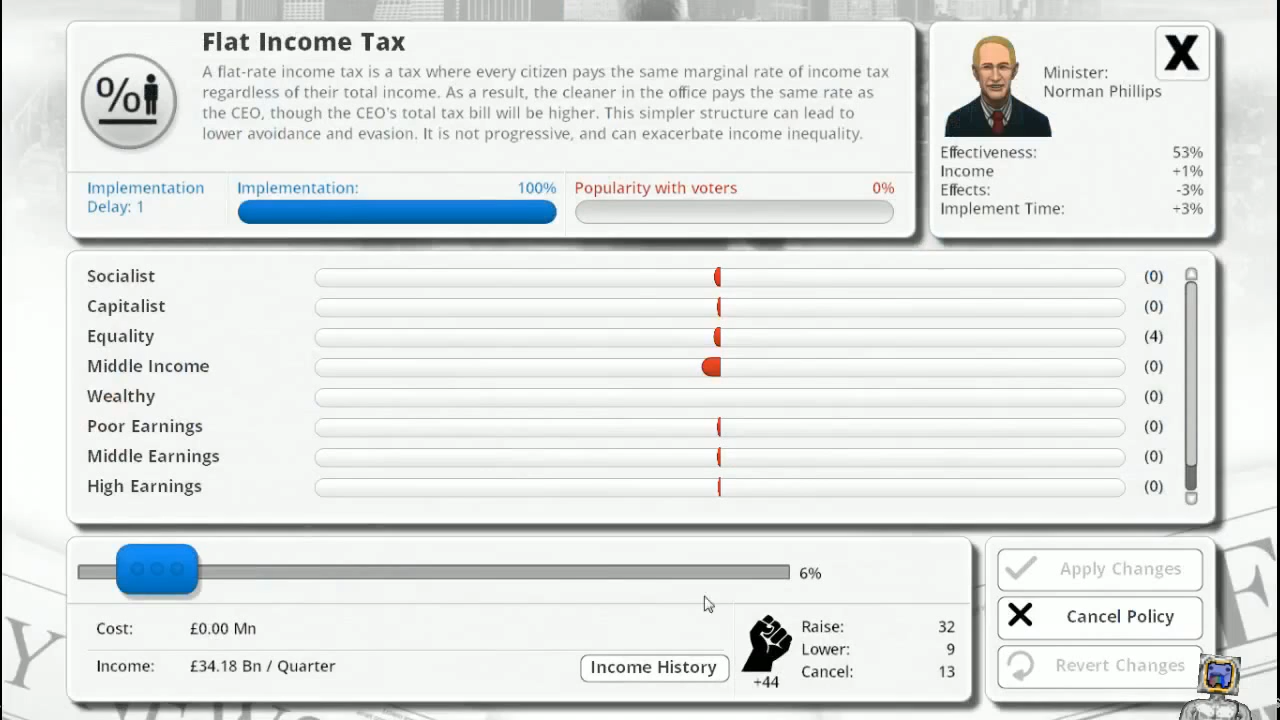 Flat Income Tax
A flat-rate income tax is a tax where every citizen pays the same marginal rate of income tax
regardless of their total income. As a result, the cleaner in the office pays the same rate as
the CEO, though the CEO's total tax bill will be higher. This simpler structure can lead to
lower avoidance and evasion. It is not progressive, and can exacerbate income inequality.
%
Implementation
Delay: 1
Implementation: 100%
Popularity with voters 0%
X
Minister:
Norman Phillips
Effectiveness: 53%
Income +1%
Effects: -3%
Implement Time: +3%
Socialist (0)
Capitalist (0)
Equality (4)
Middle Income (0)
Wealthy (0)
Poor Earnings (0)
Middle Earnings (0)
High Earnings (0)
6%
Cost: £0.00 Mn
Income: £34.18 Bn / Quarter
Income History
+44
Raise: 32
Lower: 9
Cancel: 13
Apply Changes
Cancel Policy
Revert Changes